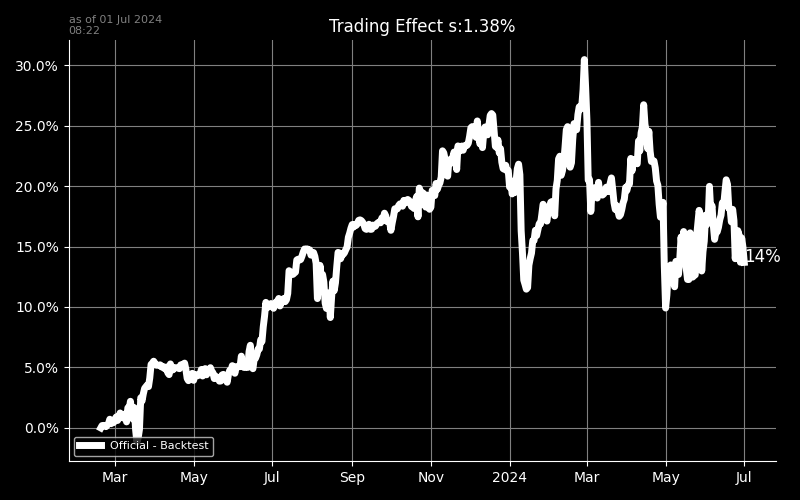 as of 01 Jul 2024
08:22
Trading Effect s:1.38%
30.0%
25.0%
20.0%
15.0%
10.0%
5.0%
0.0%
14%
Official - Backtest
Mar
May
Jul
Sep
Nov
2024
Mar
May
Jul